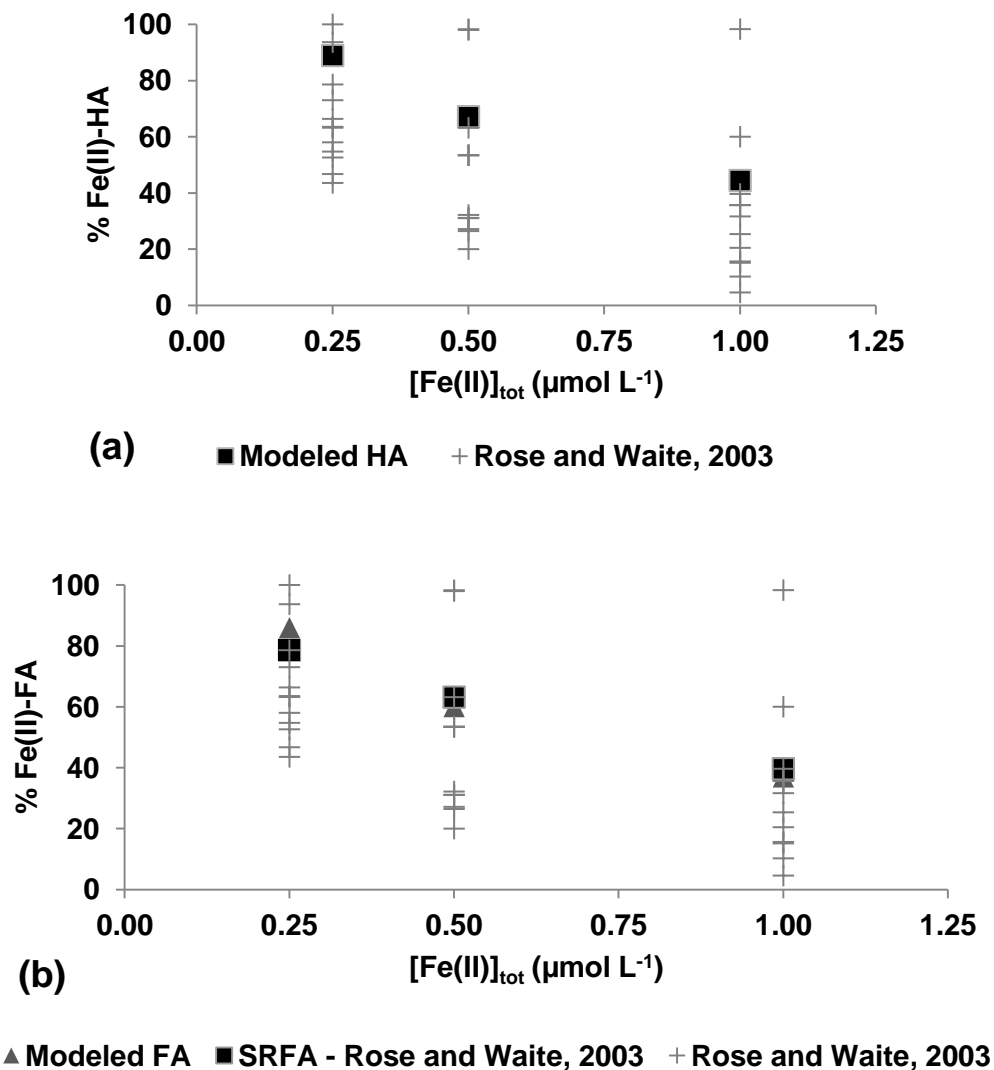 100
80
60
40
20
0
% Fe(II)-HA
0.00 0.25 0.50 0.75 1.00 1.25
[Fe(II)]tot (µmol L-1)
(a)
Modeled HA Rose and Waite, 2003
100
80
60
40
20
0
% Fe(II)-FA
0.00 0.25 0.50 0.75 1.00 1.25
[Fe(II)]tot (µmol L-1)
(b)
Modeled FA SRFA - Rose and Waite, 2003 Rose and Waite, 2003